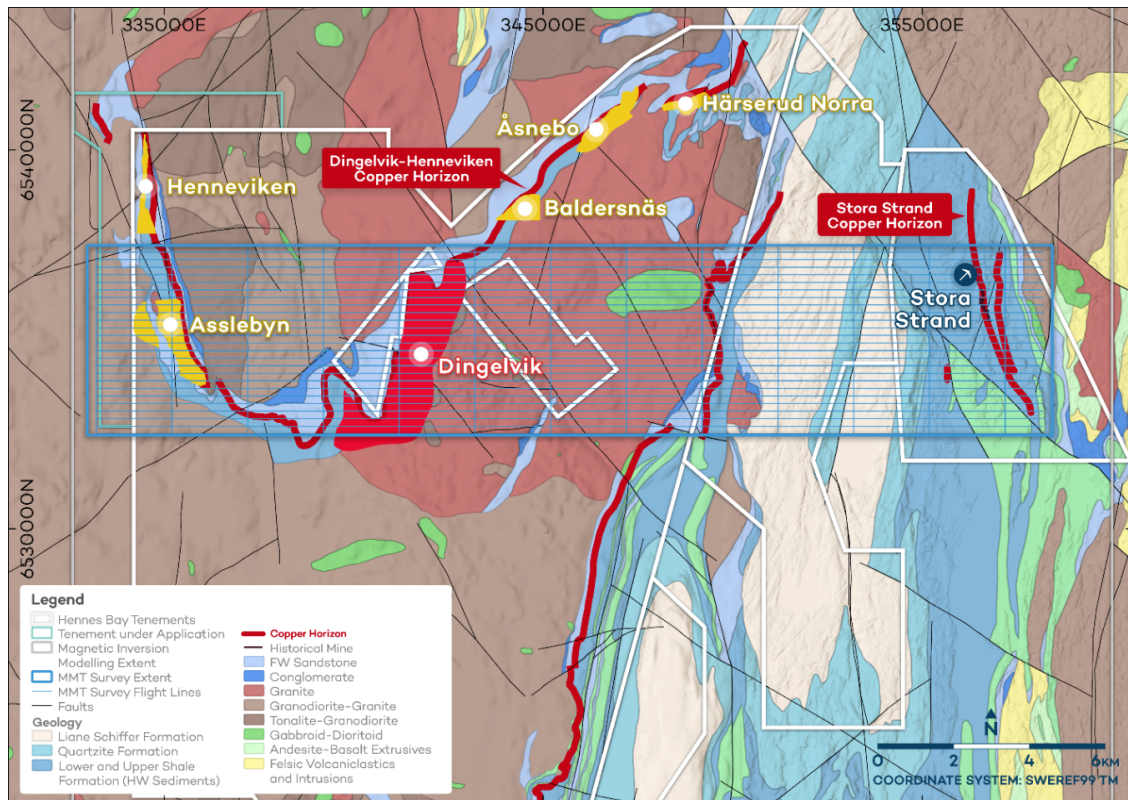 335000E
345000E
355000E
6540000N
6530000N
Härserud Norra
Åsnebo
Dingelvik-Henneviken
Copper Horizon
Henneviken
Baldersnäs
Stora Strand
Copper Horizon
Stora
Strand
Asslebyn
Dingelvik
Legend
Hennes Bay Tenements
Tenement under Application
Magnetic Inversion
Modelling Extent
MMT Survey Extent
MMT Survey Flight Lines
Faults
Geology
Liane Schiffer Formation
Quartzite Formation
Lower and Upper Shale
Formation (HW Sediments)
Copper Horizon
Historical Mine
FW Sandstone
Conglomerate
Granite
Granodiorite-Granite
Tonalite-Granodiorite
Gabbroid-Dioritoid
Andesite-Basalt Extrusives
Felsic Volcaniclastics
and Intrusions
N
0 2 4 6KM
COORDINATE SYSTEM: SWEREF99 TM